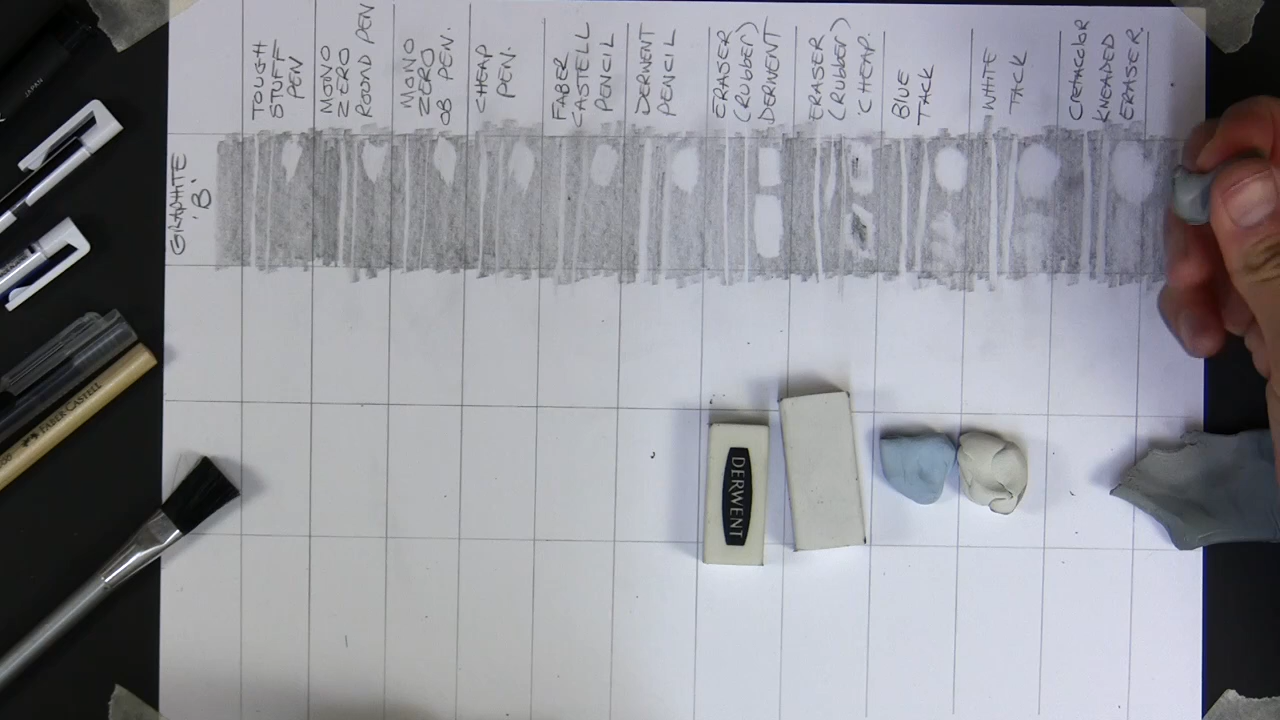 TOUGH
STUFF
PEN
MONO
ZERO
ROUND PEN
MONO
ZERO
OB PEN.
CHEAP
PEN.
FABER
CASTELL
PENCIL
DERWENT
PENCIL
ERASER
(RUBBER)
DERWENT
ERASER
(RUBBER)
CHEAP.
BLUE
TACK
WHITE
TACK
CRETACOLOR
KNEADED
ERASER
GRAPHITE
'B'
JAPAN
FABER CASTELL
DERWENT